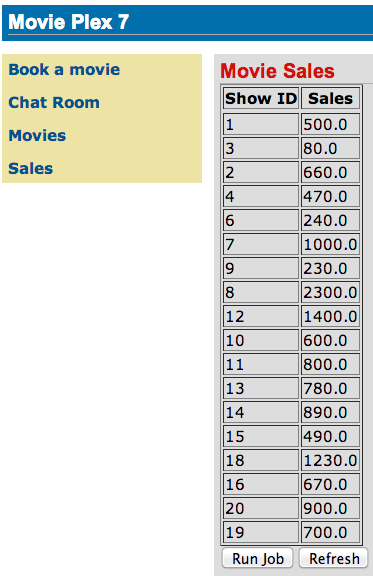 Movie Plex 7
Book a movie
Chat Room
Movies
Sales
Movie Sales
Show ID Sales
1 500.0
3 80.0
2 660.0
4 470.0
6 240.0
7 1000.0
9 230.0
8 2300.0
12 1400.0
10 600.0
11 800.0
13 780.0
14 890.0
15 490.0
18 1230.0
16 670.0
20 900.0
19 700.0
Run Job Refresh